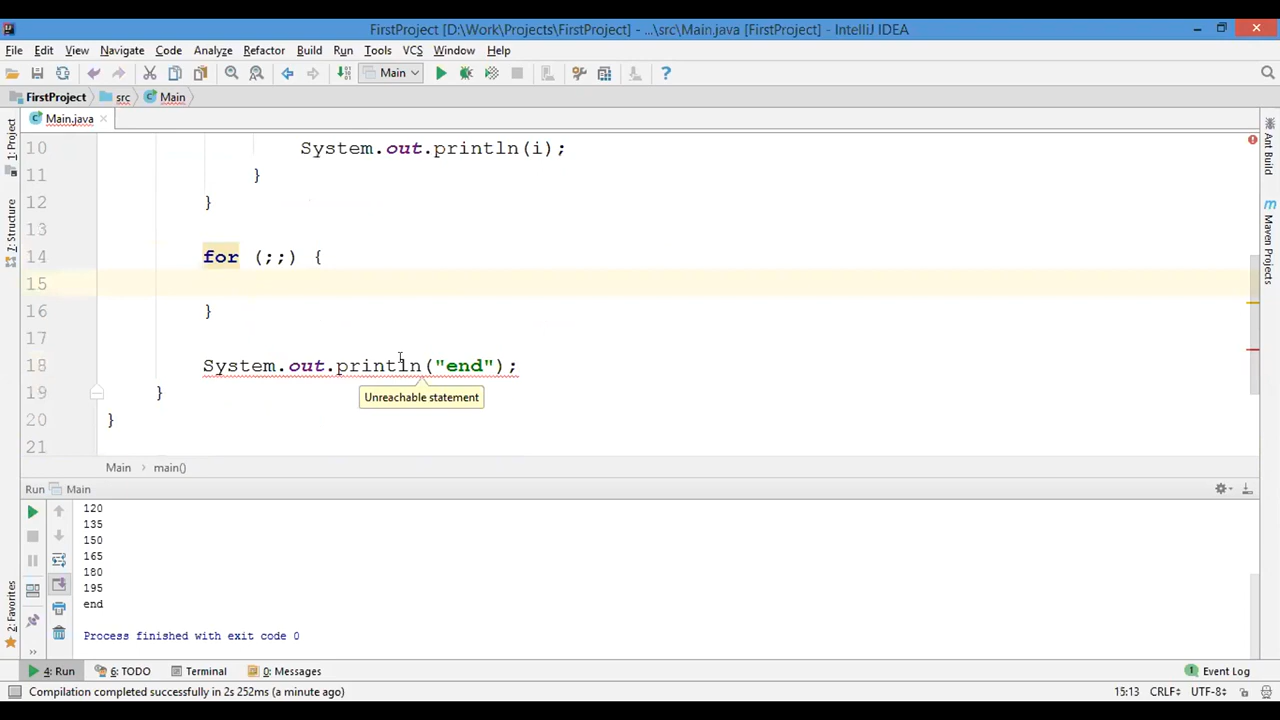 FirstProject [D:\Work\Projects\FirstProject] - ...\src\Main.java [FirstProject] - IntelliJ IDEA
File Edit View Navigate Code Analyze Refactor Build Run Tools VCS Window Help
Main
FirstProject src Main
Main.java
1: Project
Z: Structure
2: Favorites
Ant Build
Maven Projects
10 System.out.println(i);
11 }
12 }
13
14 for (;;) {
15
16 }
17
18 System.out.println("end");
Unreachable statement
19 }
20 }
21
Main main()
Run Main
120
135
150
165
180
195
end
Process finished with exit code 0
4: Run 6: TODO Terminal 0: Messages Event Log
Compilation completed successfully in 2s 252ms (a minute ago) 15:13 CRLF UTF-8